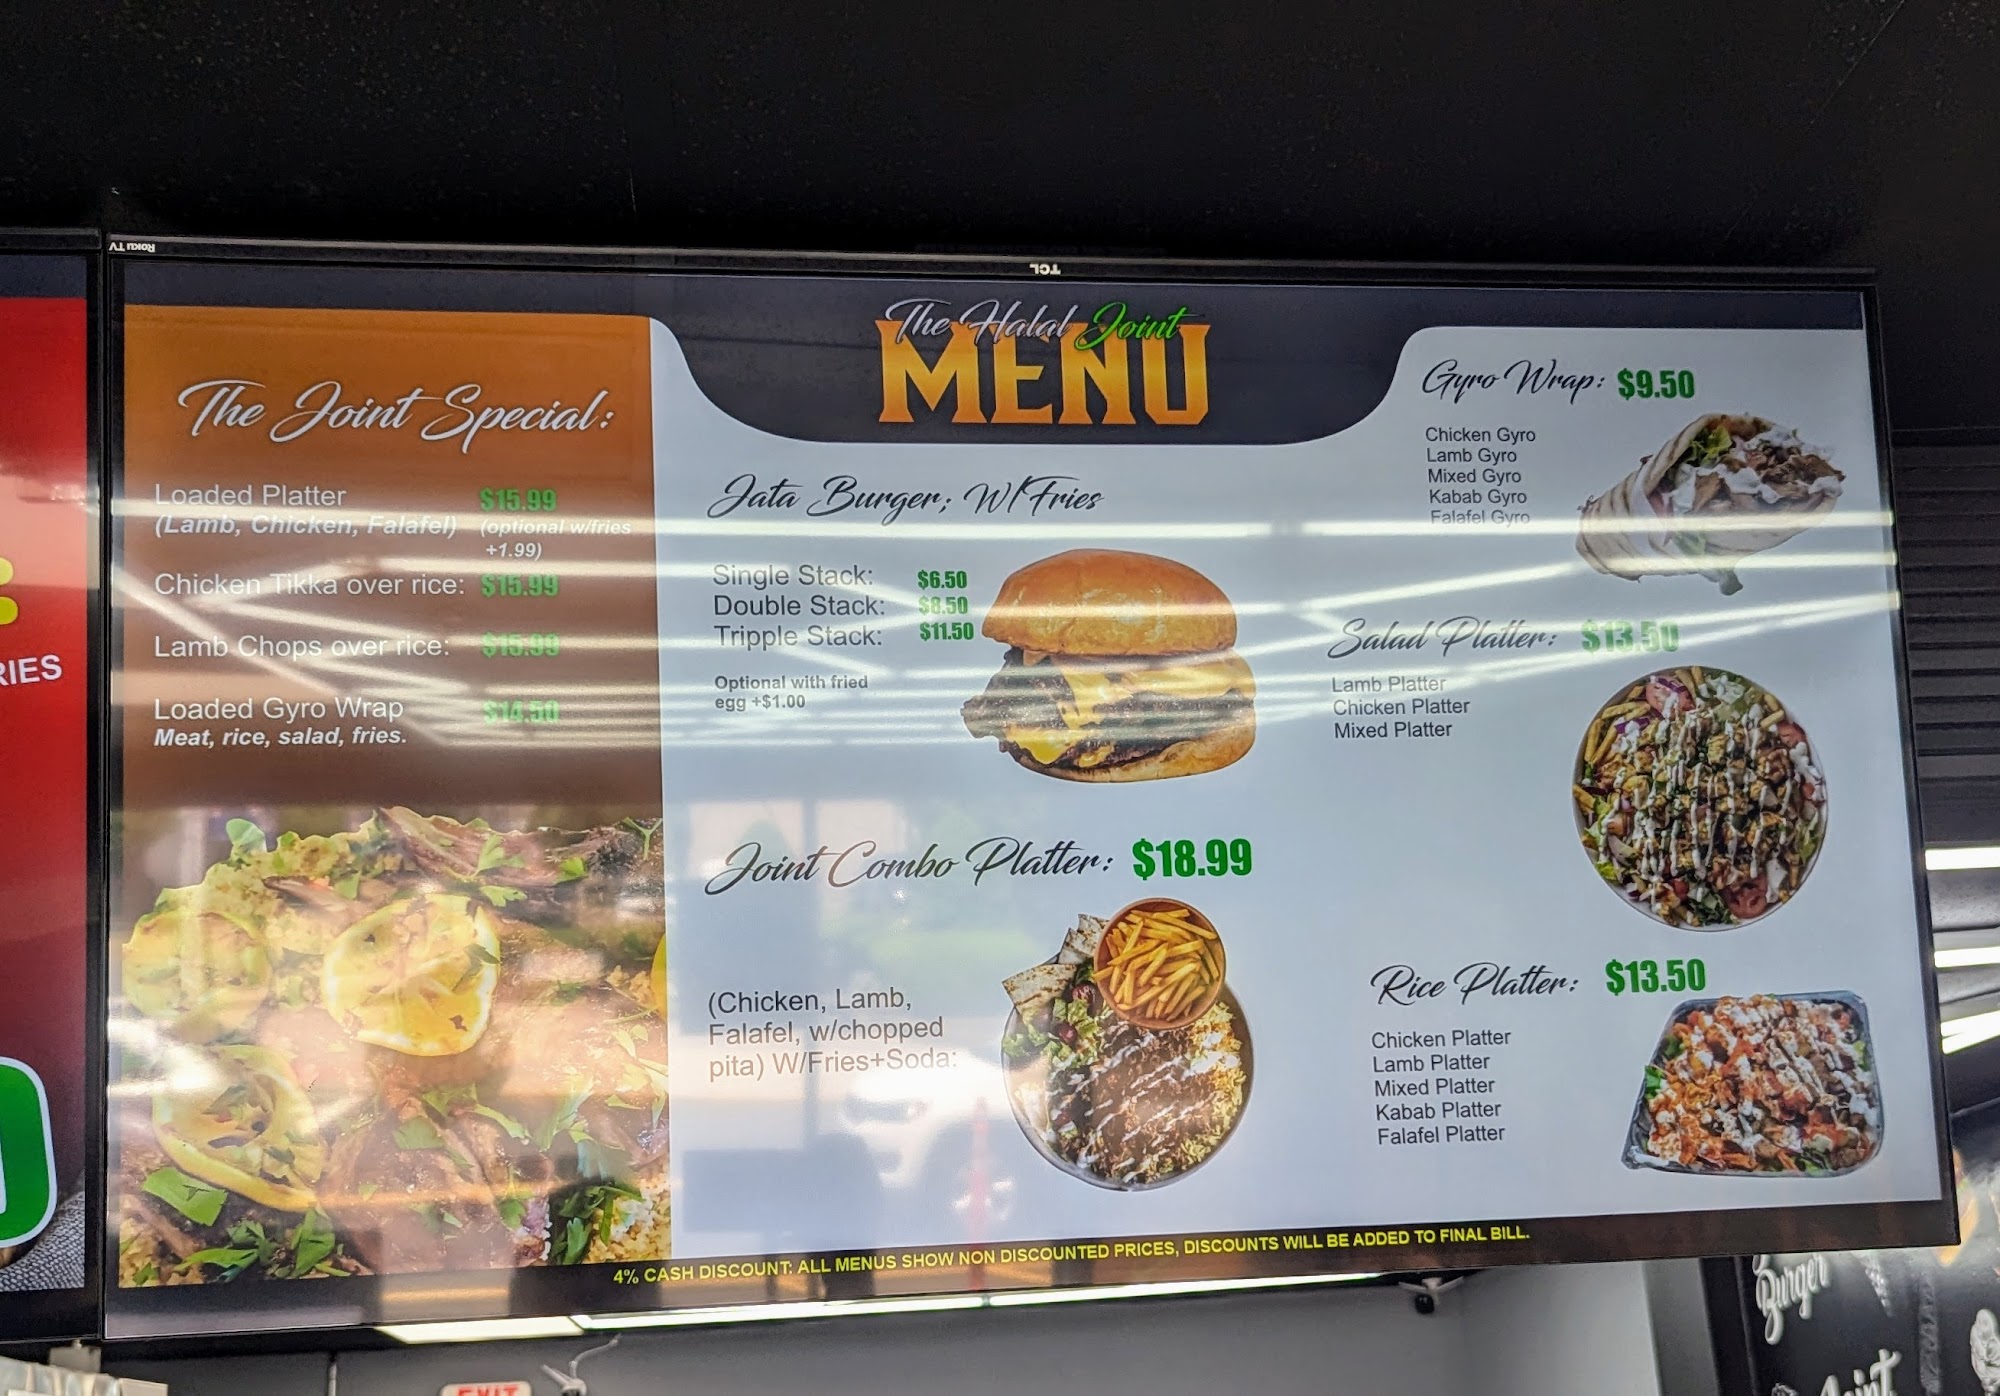 Roku TV
TCL
The Halal Joint
MENU
The Joint Special:
Loaded Platter $15.99
(Lamb, Chicken, Falafel) (optional w/fries
+1.99)
Chicken Tikka over rice: $15.99
Lamb Chops over rice: $15.99
Loaded Gyro Wrap $14.50
Meat, rice, salad, fries.
Jata Burger; W/Fries
Single Stack: $6.50
Double Stack: $8.50
Tripple Stack: $11.50
Optional with fried
egg +$1.00
Joint Combo Platter: $18.99
(Chicken, Lamb,
Falafel, w/chopped
pita) W/Fries+Soda:
Gyro Wrap: $9.50
Chicken Gyro
Lamb Gyro
Mixed Gyro
Kabab Gyro
Falafel Gyro
Salad Platter: $13.50
Lamb Platter
Chicken Platter
Mixed Platter
Rice Platter: $13.50
Chicken Platter
Lamb Platter
Mixed Platter
Kabab Platter
Falafel Platter
4% CASH DISCOUNT: ALL MENUS SHOW NON DISCOUNTED PRICES, DISCOUNTS WILL BE ADDED TO FINAL BILL.
RIES
Burger
Joint
EXIT